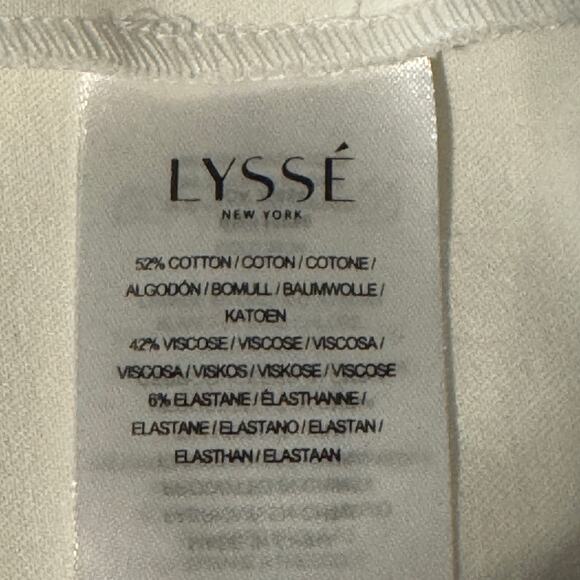 LYSSÉ
NEW YORK
52% COTTON / COTON / COTONE /
ALGODÓN / BOMULL / BAUMWOLLE /
KATOEN
42% VISCOSE / VISCOSE / VISCOSA /
VISCOSA / VISKOS / VISKOSE / VISCOSE
6% ELASTANE / ÉLASTHANNE /
ELASTANE / ELASTANO / ELASTAN /
ELASTHAN / ELASTAAN